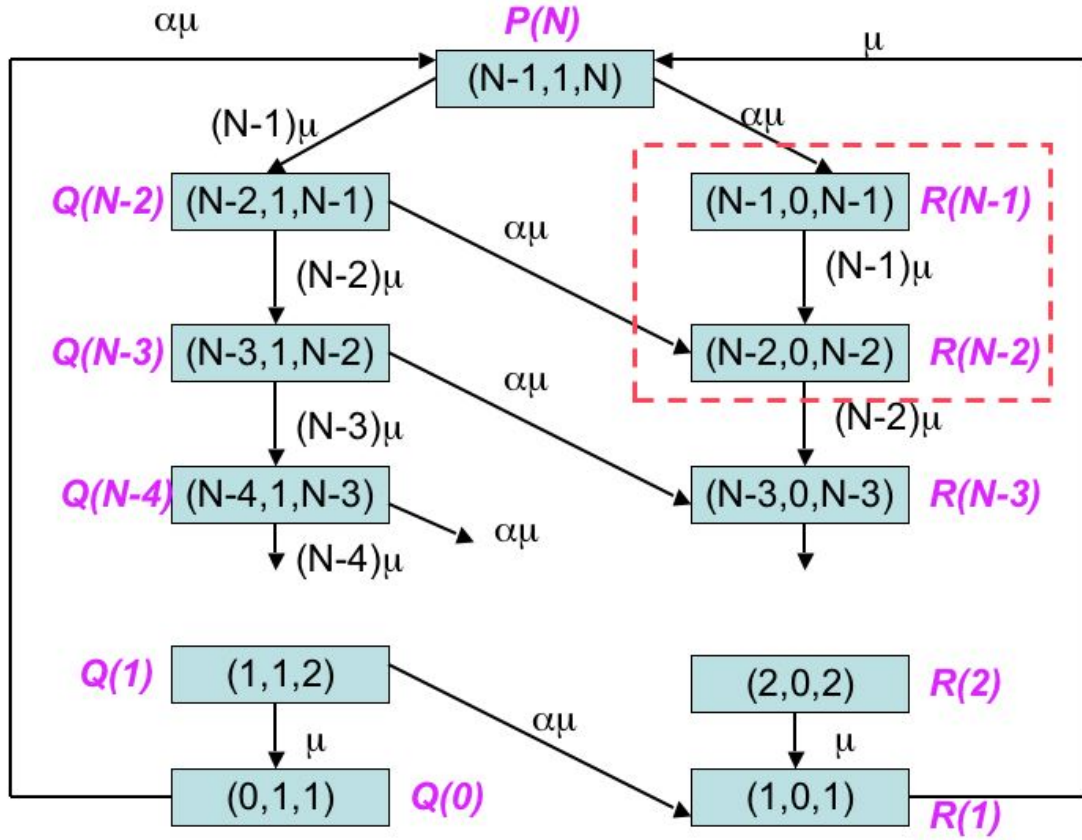 αμ
P(N)
μ
(N-1,1,N)
(N-1)μ
αμ
Q(N-2)
(N-2,1,N-1)
(N-1,0,N-1)
R(N-1)
αμ
(N-2)μ
(N-1)μ
Q(N-3)
(N-3,1,N-2)
(N-2,0,N-2)
R(N-2)
αμ
(N-3)μ
(N-2)μ
Q(N-4)
(N-4,1,N-3)
(N-3,0,N-3)
R(N-3)
αμ
(N-4)μ
Q(1)
(1,1,2)
(2,0,2)
R(2)
αμ
μ
μ
(0,1,1)
Q(0)
(1,0,1)
R(1)